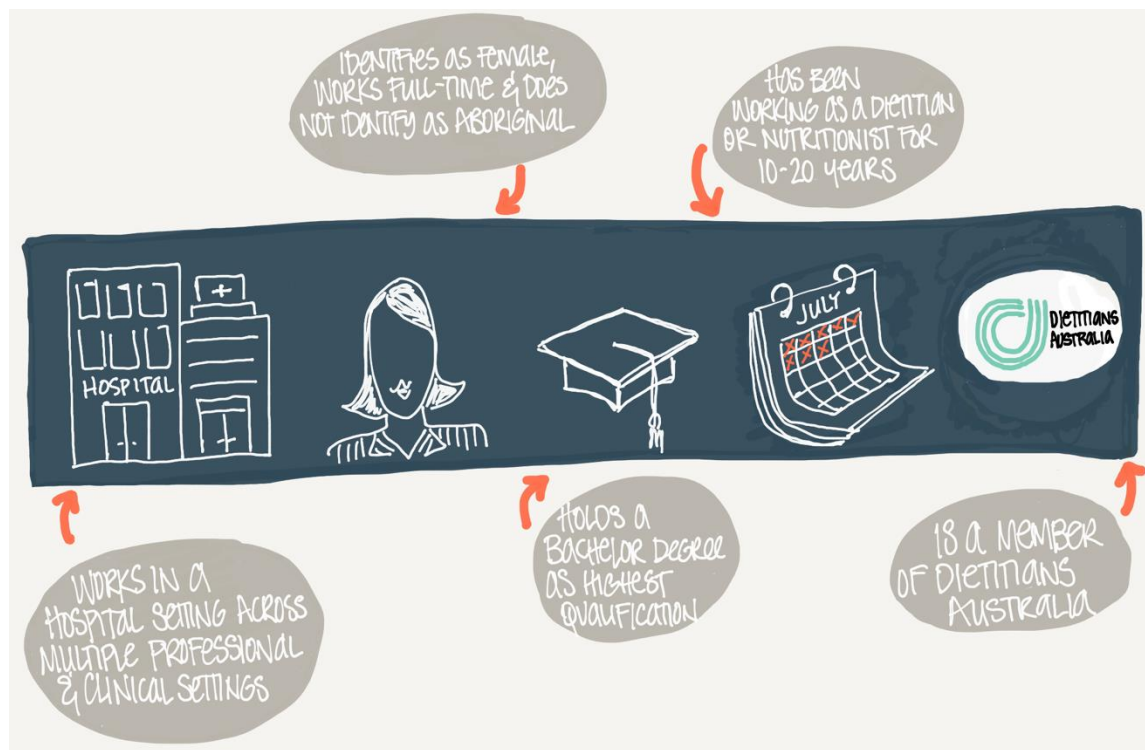 IDENTIFIES AS FEMALE,
WORKS FULL-TIME & DOES
NOT IDENTIFY AS ABORIGINAL
HAS BEEN
WORKING AS A DIETITIAN
OR NUTRITIONIST FOR
10-20 YEARS
HOSPITAL
JULY
DIETITIANS
AUSTRALIA
WORKS IN A
HOSPITAL SETTING ACROSS
MULTIPLE PROFESSIONAL
& CLINICAL SETTINGS
HOLDS A
BACHELOR DEGREE
AS HIGHEST
QUALIFICATION
IS A MEMBER
OF DIETITIANS
AUSTRALIA